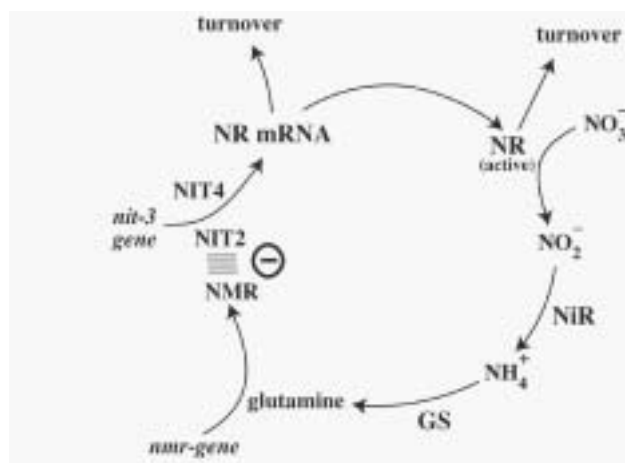 turnover
turnover
NR mRNA
NR
(active)
NO₃⁻
NIT4
nit-3
gene
NIT2
−
NMR
NO₂⁻
NiR
NH₄⁺
glutamine
GS
nmr-gene